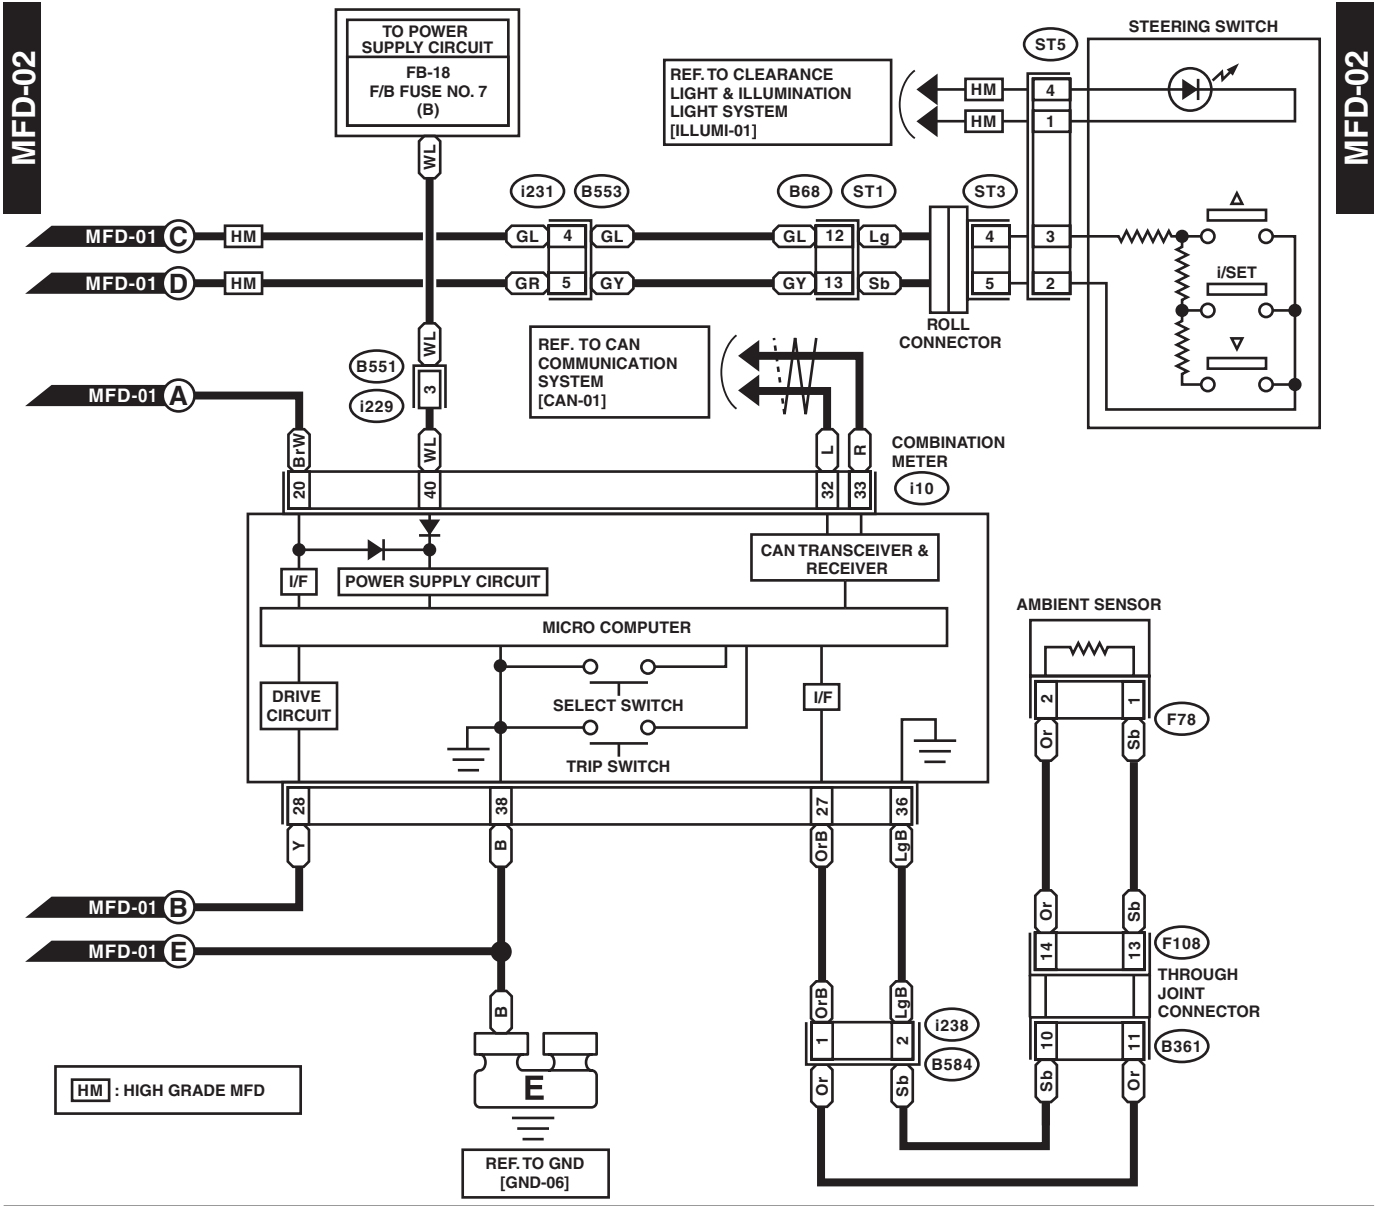 MFD-02
MFD-02
TO POWER
SUPPLY CIRCUIT
FB-18
F/B FUSE NO. 7
(B)
WL
REF. TO CLEARANCE
LIGHT & ILLUMINATION
LIGHT SYSTEM
[ILLUMI-01]
HM
HM
ST5
4
1
STEERING SWITCH
i231
B553
B68
ST1
ST3
MFD-01 C
HM
GL
4
GL
GL
12
Lg
4
3
MFD-01 D
HM
GR
5
GY
GY
13
Sb
5
2
i/SET
ROLL
CONNECTOR
WL
B551
3
i229
WL
REF. TO CAN
COMMUNICATION
SYSTEM
[CAN-01]
MFD-01 A
BrW
L
R
COMBINATION
METER
i10
20
40
32
33
I/F
POWER SUPPLY CIRCUIT
CAN TRANSCEIVER &
RECEIVER
MICRO COMPUTER
DRIVE
CIRCUIT
SELECT SWITCH
TRIP SWITCH
I/F
AMBIENT SENSOR
2
1
F78
Or
Sb
28
38
27
36
Y
B
OrB
LgB
MFD-01 B
MFD-01 E
Or
Sb
14
13
F108
THROUGH
JOINT
CONNECTOR
B
OrB
LgB
1
2
i238
B584
10
11
B361
Or
Sb
Sb
Or
E
REF. TO GND
[GND-06]
HM : HIGH GRADE MFD